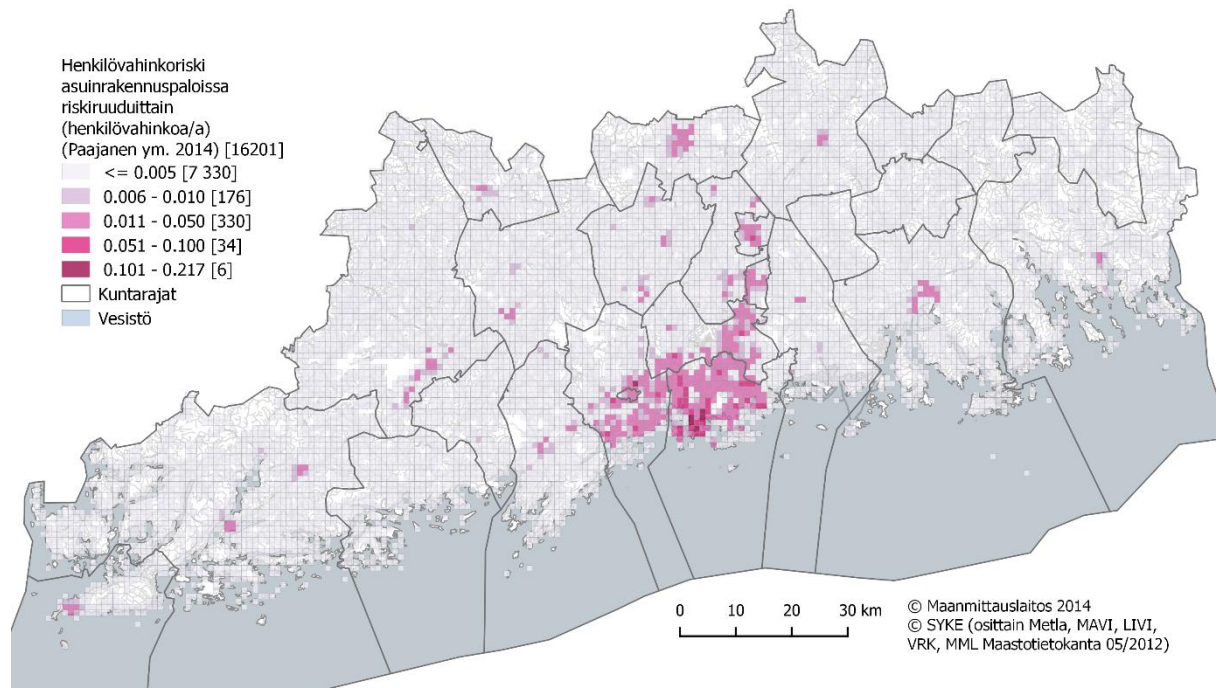 Henkilövahinkoriski
asuinrakennuspaloissa
riskiruuduittain
(henkilövahinkoa/a)
(Paajanen ym. 2014) [16201]
<= 0.005 [7 330]
0.006 - 0.010 [176]
0.011 - 0.050 [330]
0.051 - 0.100 [34]
0.101 - 0.217 [6]
Kuntarajat
Vesistö
0 10 20 30 km
© Maanmittauslaitos 2014
© SYKE (osittain Metla, MAVI, LIVI,
VRK, MML Maastotietokanta 05/2012)